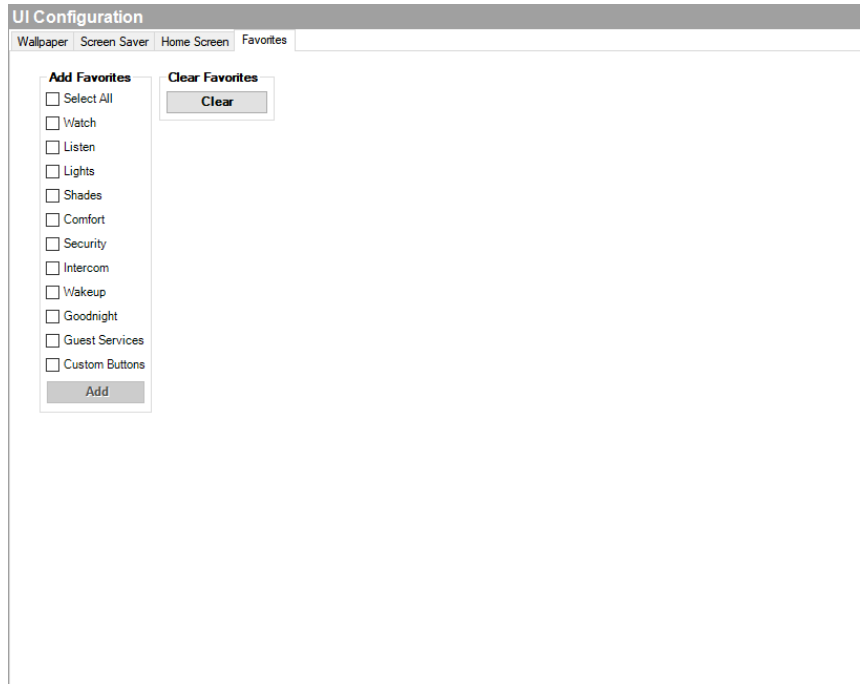 UI Configuration
Wallpaper Screen Saver Home Screen Favorites
Add Favorites
Select All
Watch
Listen
Lights
Shades
Comfort
Security
Intercom
Wakeup
Goodnight
Guest Services
Custom Buttons
Add
Clear Favorites
Clear